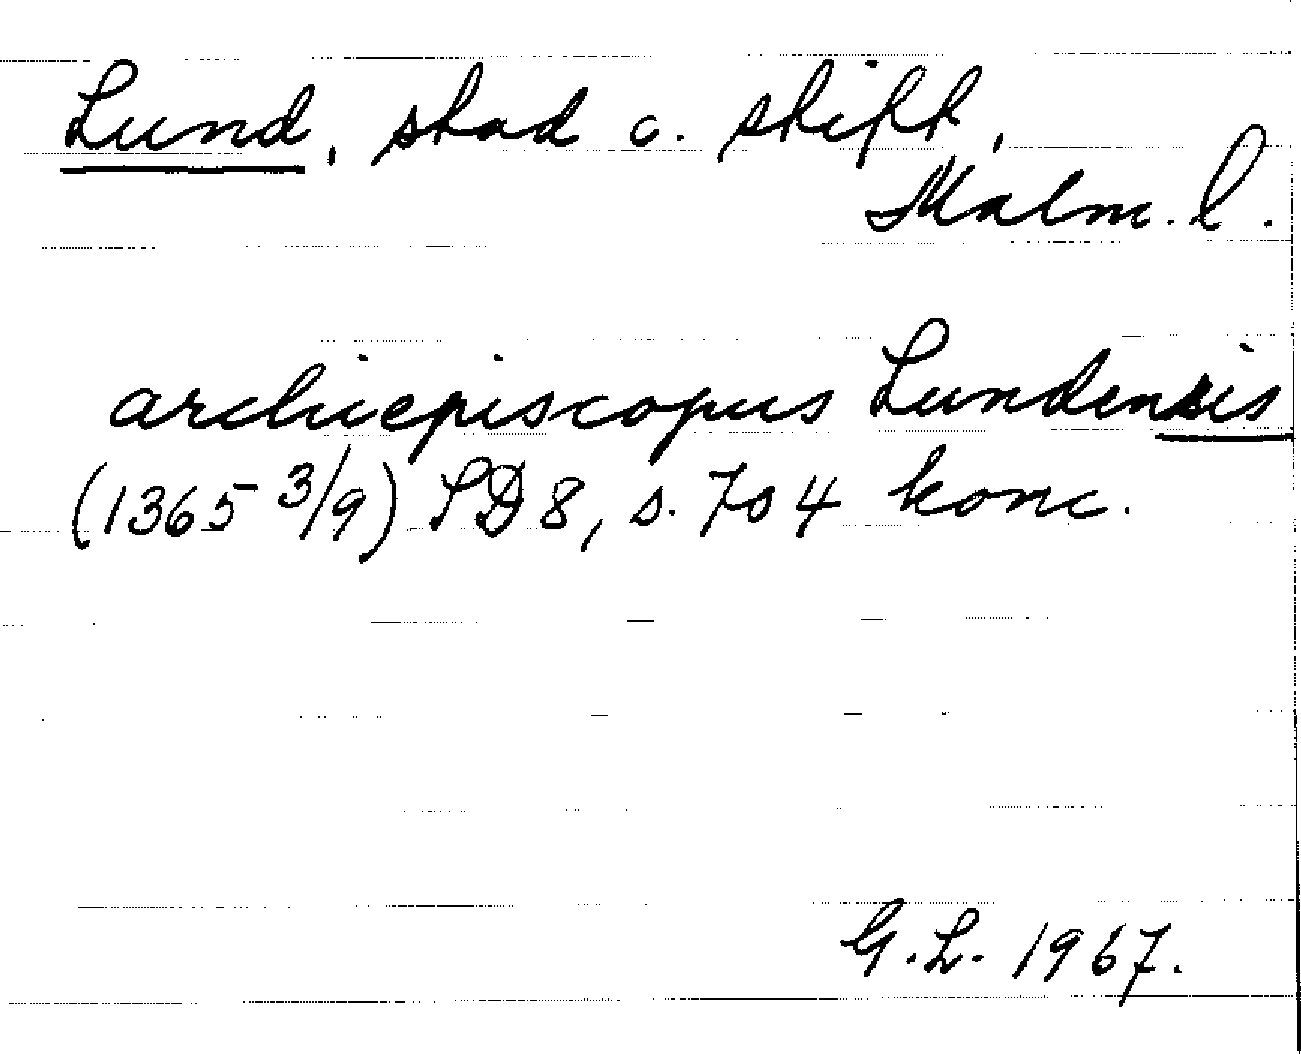 Lund, stad o. stift,
Malm. l.
archiepiscopus Lundensis
(1365 3/9) SD 8, s. 704 konc.
G.L. 1967.